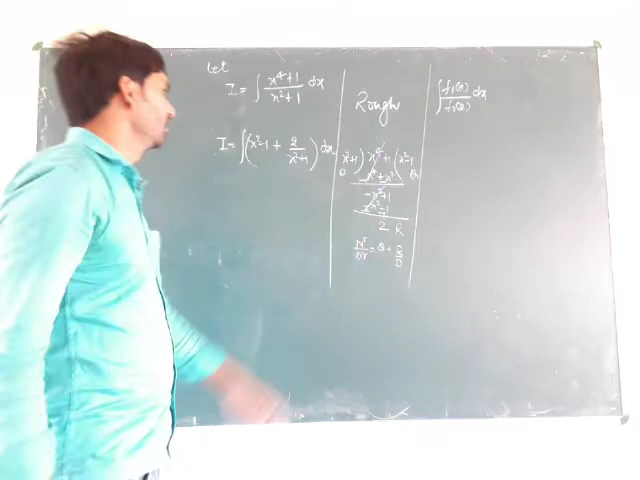 Let
I = ∫ x⁴+1 / x²+1 dx
I = ∫ (x²-1 + 2 / x²+1) dx
Rough
x²+1 ) x⁴+1 ( x²-1
D Q
x⁴+x²
-x²+1
-x²-1
2 R
Nr / Dr = Q + R / D
∫ f₁(x) / f₂(x) dx